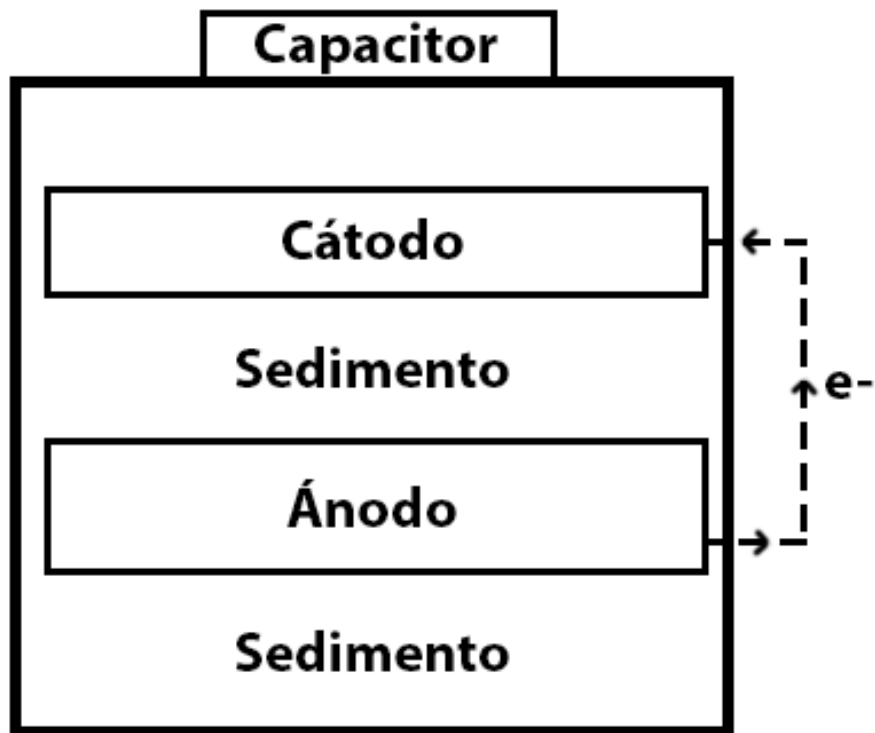 Capacitor
Cátodo
Sedimento
e-
Ánodo
Sedimento